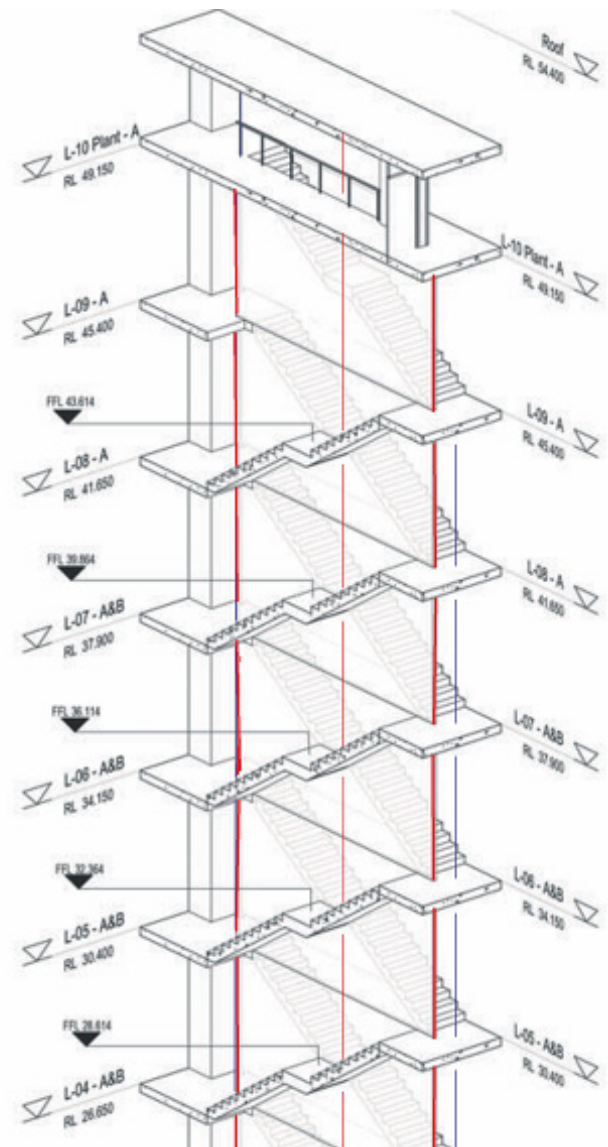 Roof
RL 54.400
L-10 Plant - A
RL 49.150
L-10 Plant - A
RL 49.150
L-09 - A
RL 45.400
FFL 43.614
L-09 - A
RL 45.400
L-08 - A
RL 41.650
FFL 39.864
L-08 - A
RL 41.650
L-07 - A&B
RL 37.900
FFL 36.114
L-07 - A&B
RL 37.900
L-06 - A&B
RL 34.150
FFL 32.364
L-06 - A&B
RL 34.150
L-05 - A&B
RL 30.400
FFL 28.614
L-05 - A&B
RL 30.400
L-04 - A&B
RL 26.650